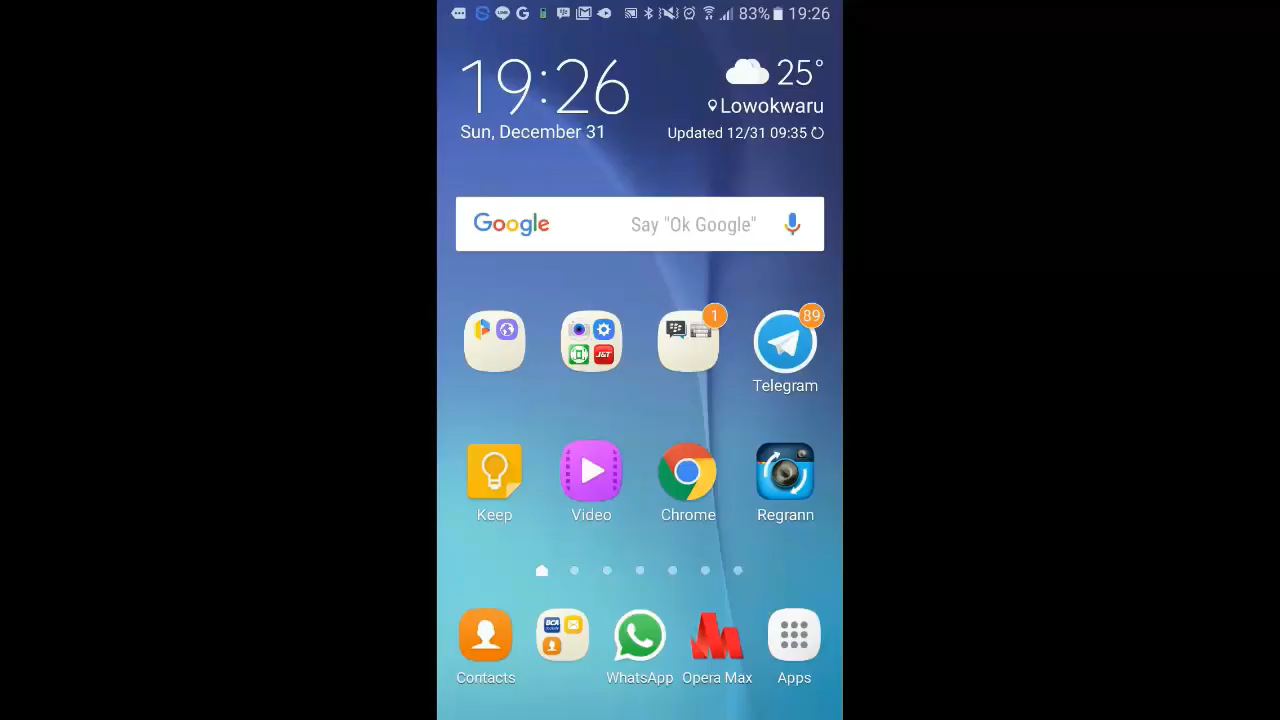 83% 19:26
19:26
25°
Lowokwaru
Sun, December 31
Updated 12/31 09:35
Google
Say "Ok Google"
J&T
1
89
Telegram
Keep
Video
Chrome
Regrann
BCA
Contacts
WhatsApp
Opera Max
Apps